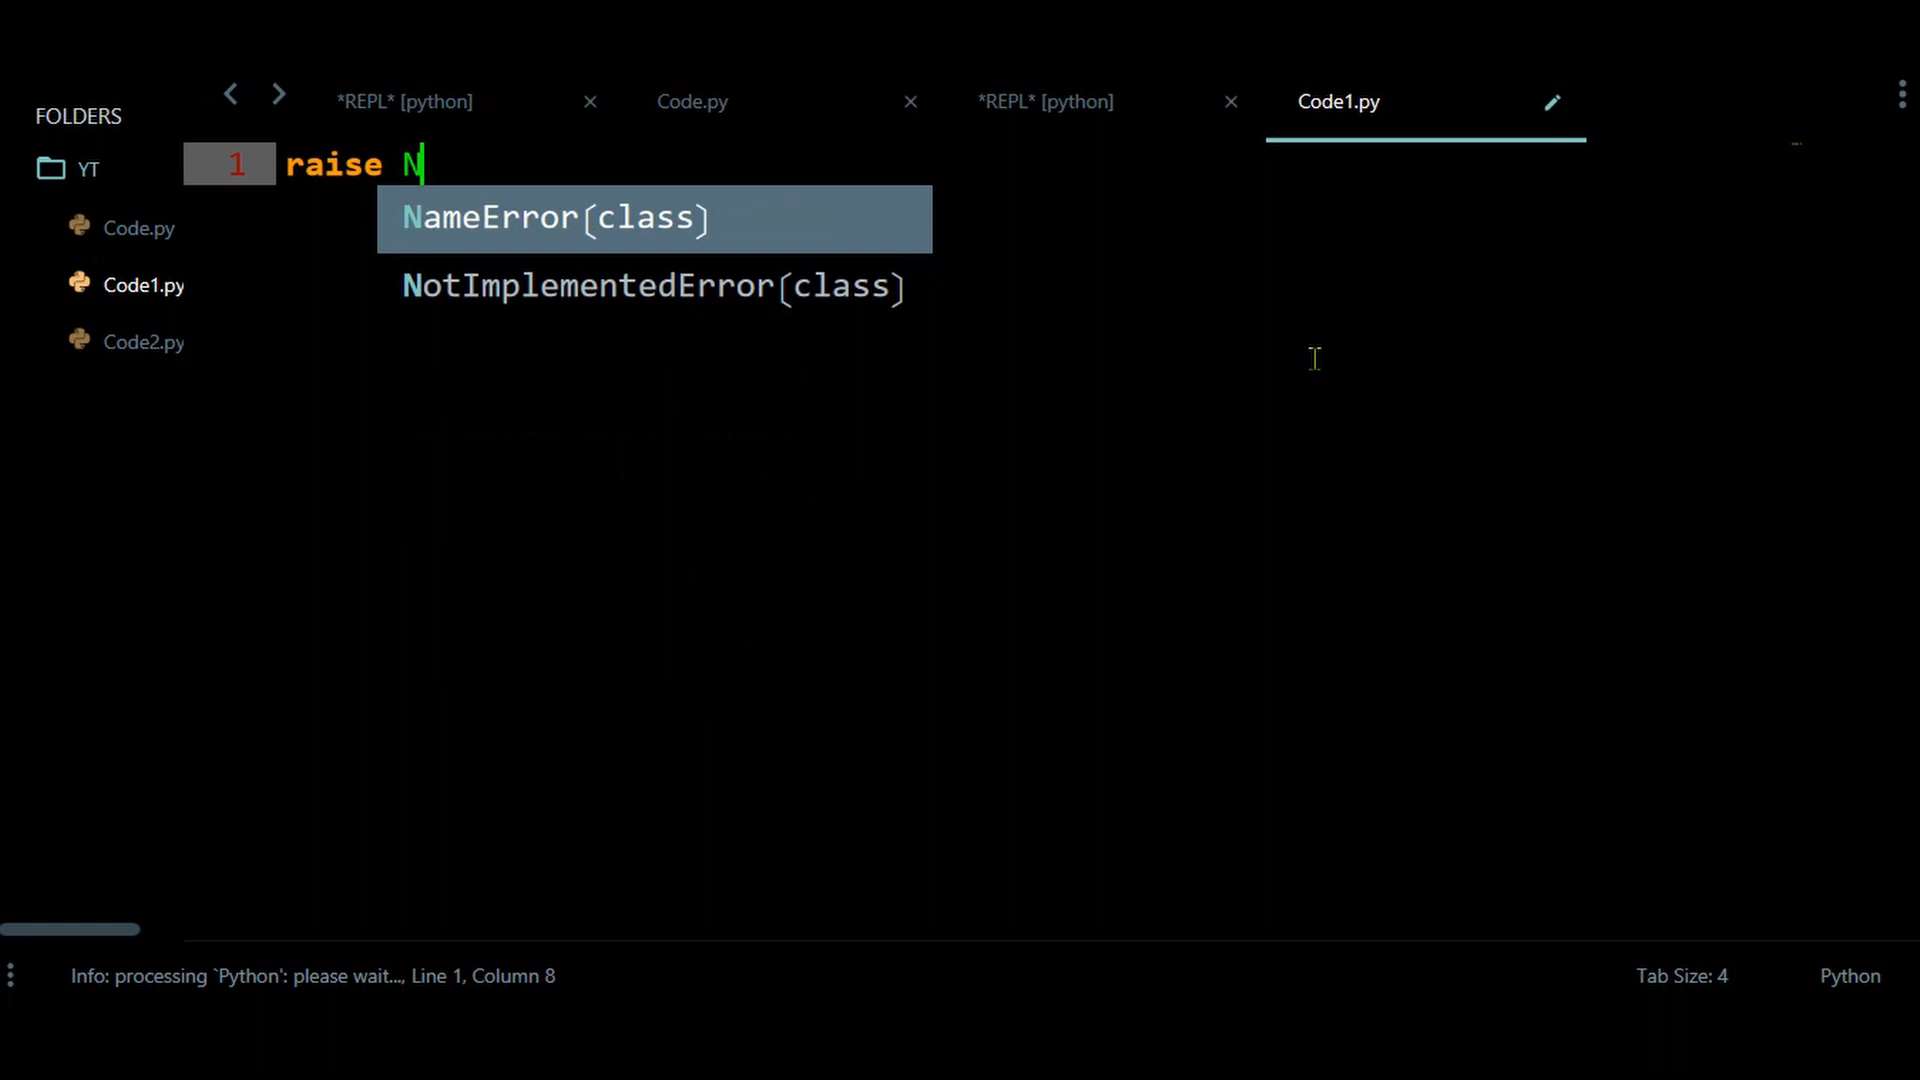 FOLDERS
YT
Code.py
Code1.py
Code2.py
*REPL* [python]
Code.py
*REPL* [python]
Code1.py
1 raise N
NameError(class)
NotImplementedError(class)
Info: processing `Python': please wait..., Line 1, Column 8
Tab Size: 4
Python